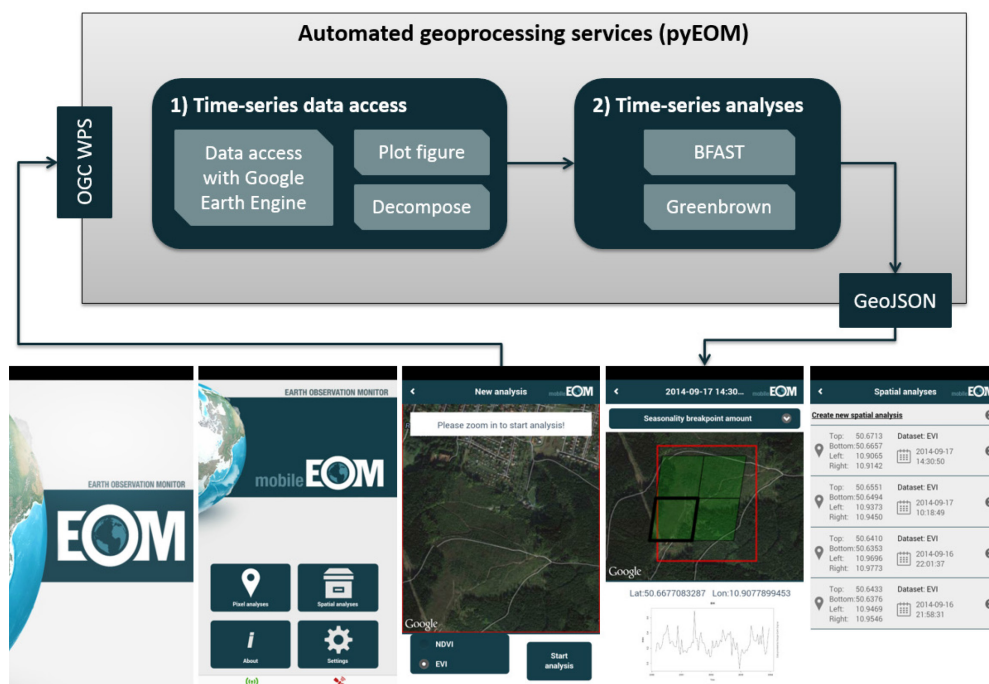 Automated geoprocessing services (pyEOM)
OGC WPS
1) Time-series data access
Data access
with Google
Earth Engine
Plot figure
Decompose
2) Time-series analyses
BFAST
Greenbrown
GeoJSON
EARTH OBSERVATION MONITOR
EOM
EARTH OBSERVATION MONITOR
mobile EOM
Pixel analyses
Spatial analyses
About
Settings
New analysis
mobile EOM
Please zoom in to start analysis!
Google
NDVI
EVI
Start
analysis
2014-09-17 14:30...
mobile EOM
Seasonality breakpoint amount
Google
Lat:50.6677083287 Lon:10.9077899453
Spatial analyses
mobile EOM
Create new spatial analysis
Top: 50.6713
Bottom:50.6657
Left: 10.9065
Right: 10.9142
Dataset: EVI
2014-09-17
14:30:50
Top: 50.6551
Bottom:50.6494
Left: 10.9373
Right: 10.9450
Dataset: EVI
2014-09-17
10:18:49
Top: 50.6410
Bottom:50.6353
Left: 10.9696
Right: 10.9773
Dataset: EVI
2014-09-16
22:01:37
Top: 50.6433
Bottom:50.6376
Left: 10.9469
Right: 10.9546
Dataset: EVI
2014-09-16
21:58:31